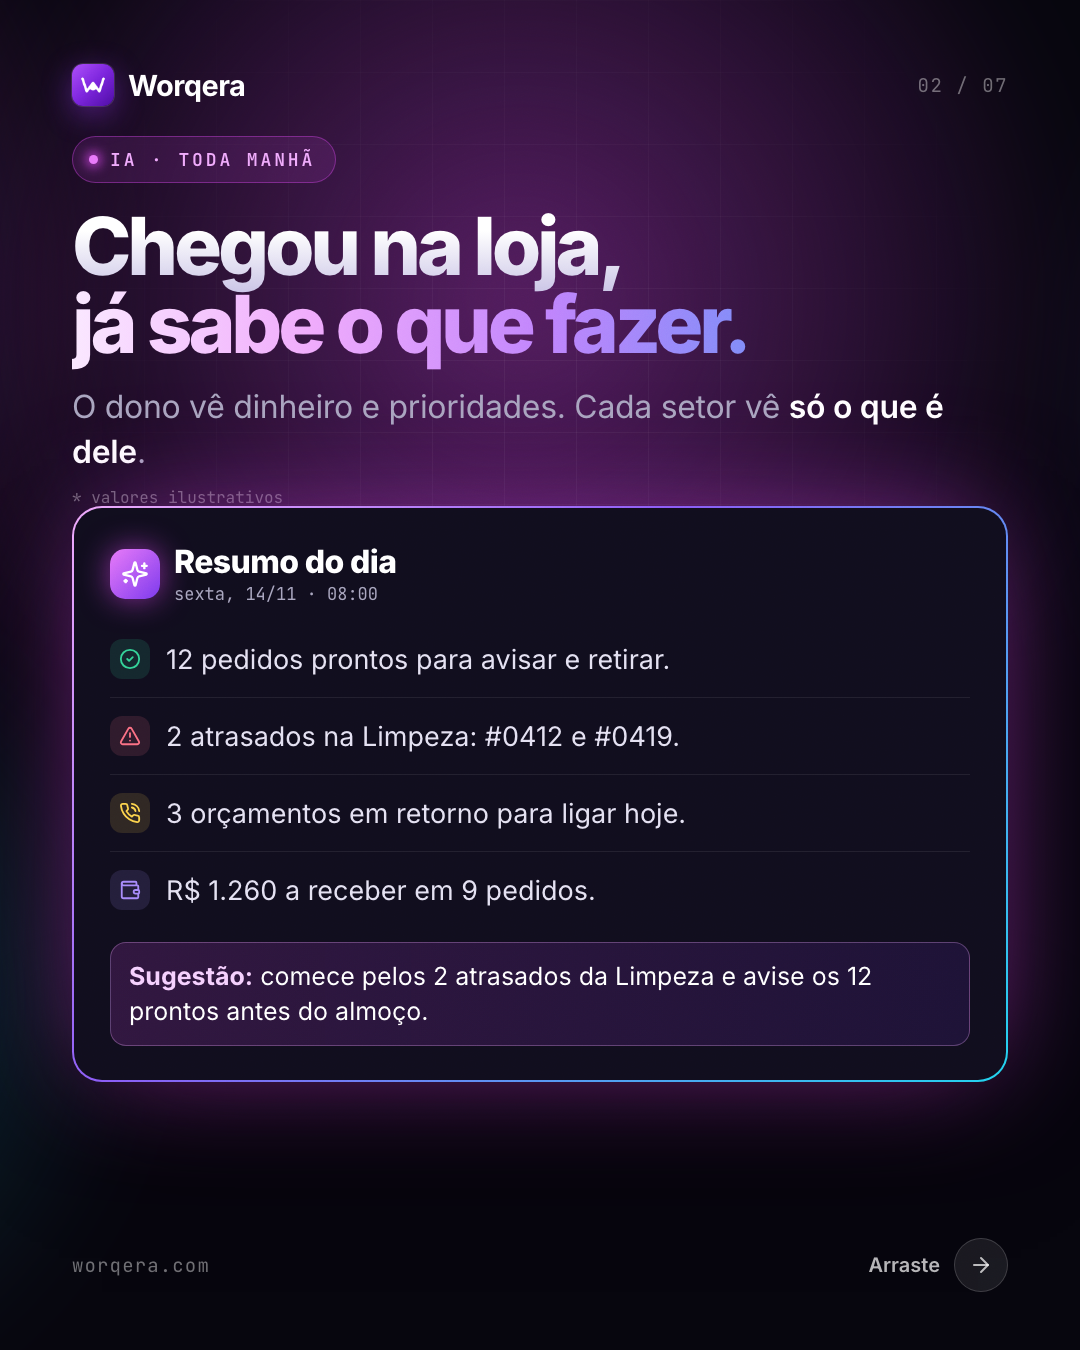 Worqera
02 / 07
IA · TODA MANHÃ
Chegou na loja,
já sabe o que fazer.
O dono vê dinheiro e prioridades. Cada setor vê só o que é
dele.
* valores ilustrativos
Resumo do dia
sexta, 14/11 · 08:00
12 pedidos prontos para avisar e retirar.
2 atrasados na Limpeza: #0412 e #0419.
3 orçamentos em retorno para ligar hoje.
R$ 1.260 a receber em 9 pedidos.
Sugestão: comece pelos 2 atrasados da Limpeza e avise os 12
prontos antes do almoço.
worqera.com
Arraste